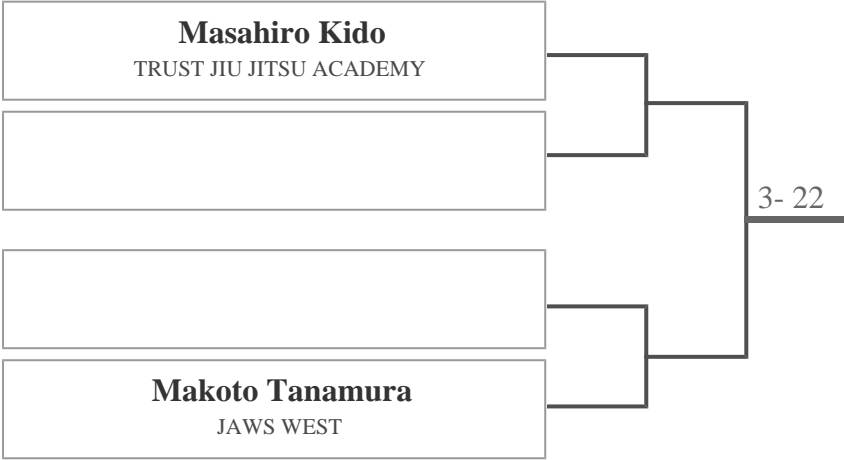 Masahiro Kido
TRUST JIU JITSU ACADEMY
3- 22
Makoto Tanamura
JAWS WEST